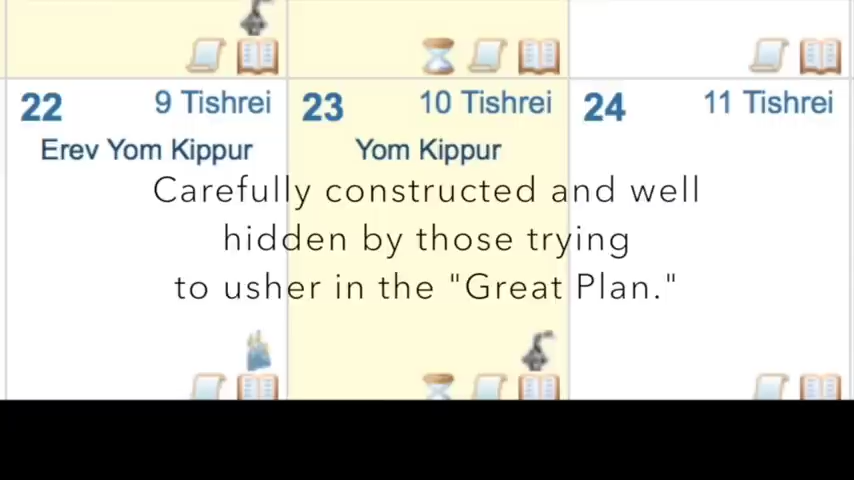 22 9 Tishrei 23 10 Tishrei 24 11 Tishrei
Erev Yom Kippur Yom Kippur
Carefully constructed and well
hidden by those trying
to usher in the "Great Plan."